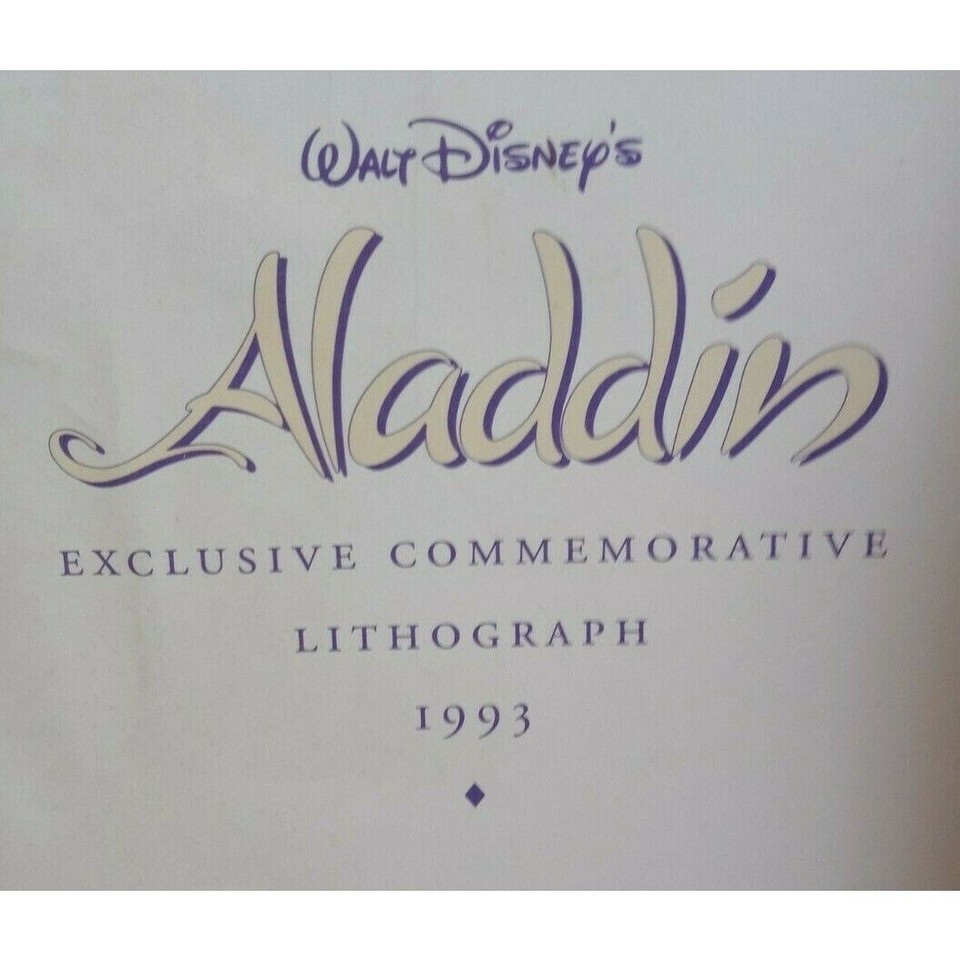 Walt Disney's
Aladdin
EXCLUSIVE COMMEMORATIVE
LITHOGRAPH
1993